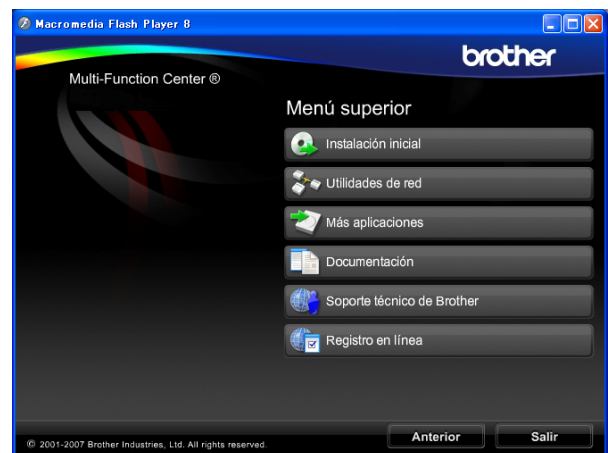 Macromedia Flash Player 8
brother
Multi-Function Center ®
Menú superior
Instalación inicial
Utilidades de red
Más aplicaciones
Documentación
Soporte técnico de Brother
Registro en línea
© 2001-2007 Brother Industries, Ltd. All rights reserved.
Anterior
Salir